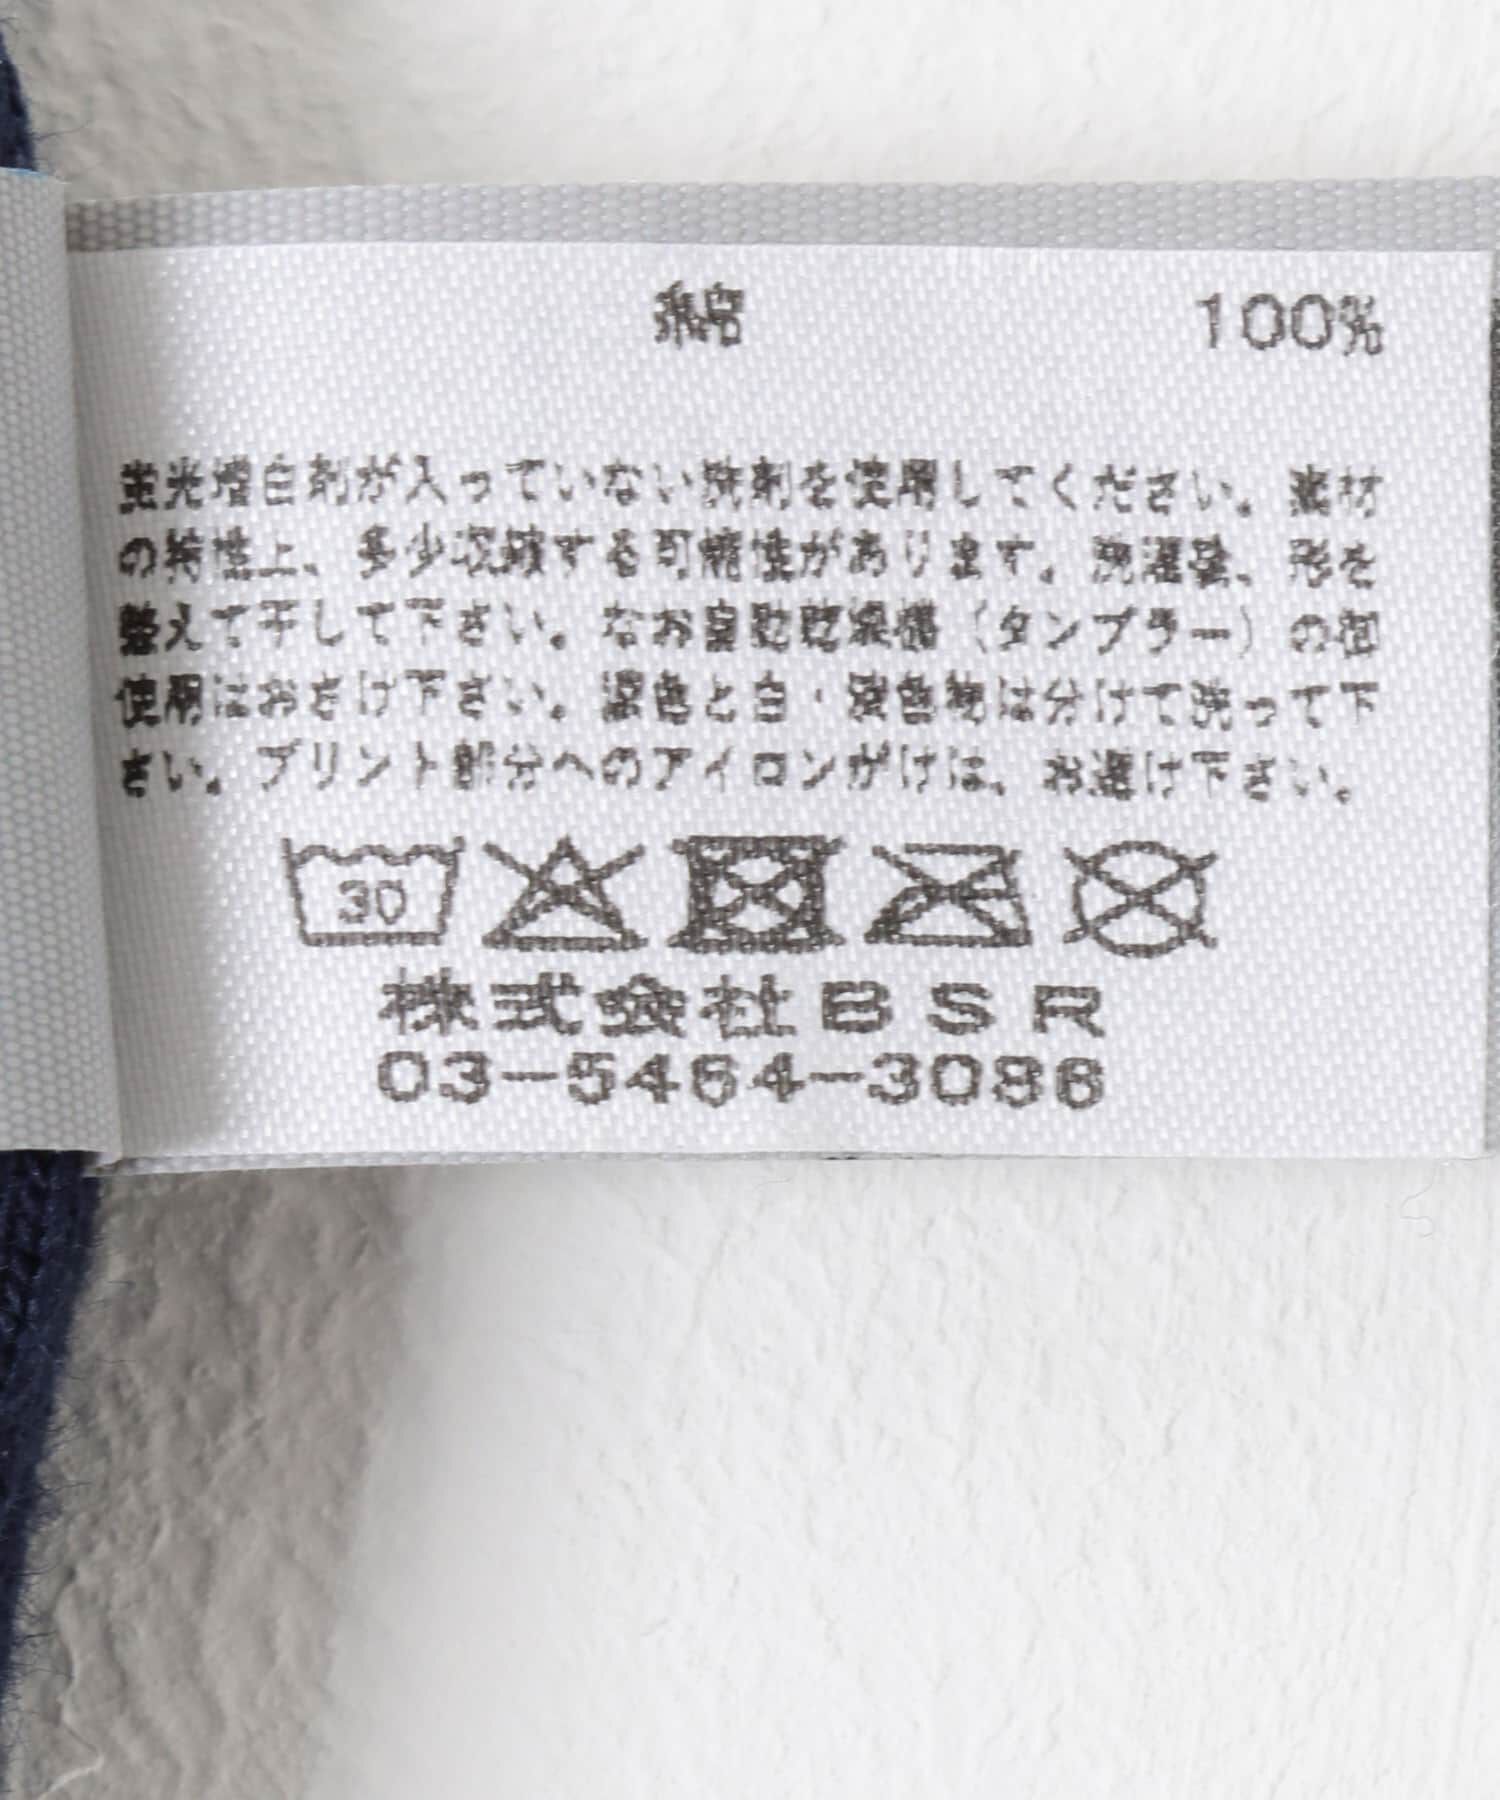 綿 100%
蛍光増白剤が入っていない洗剤を使用してください。素材
の特性上、多少収縮する可能性があります。洗濯後、形を
整えて干して下さい。なお自動乾燥機（タンブラー）の御
使用はおさけ下さい。濃色と白・淡色物は分けて洗って下
さい。プリント部分へのアイロンがけは、お避け下さい。
30
株式会社BSR
03-5464-3086